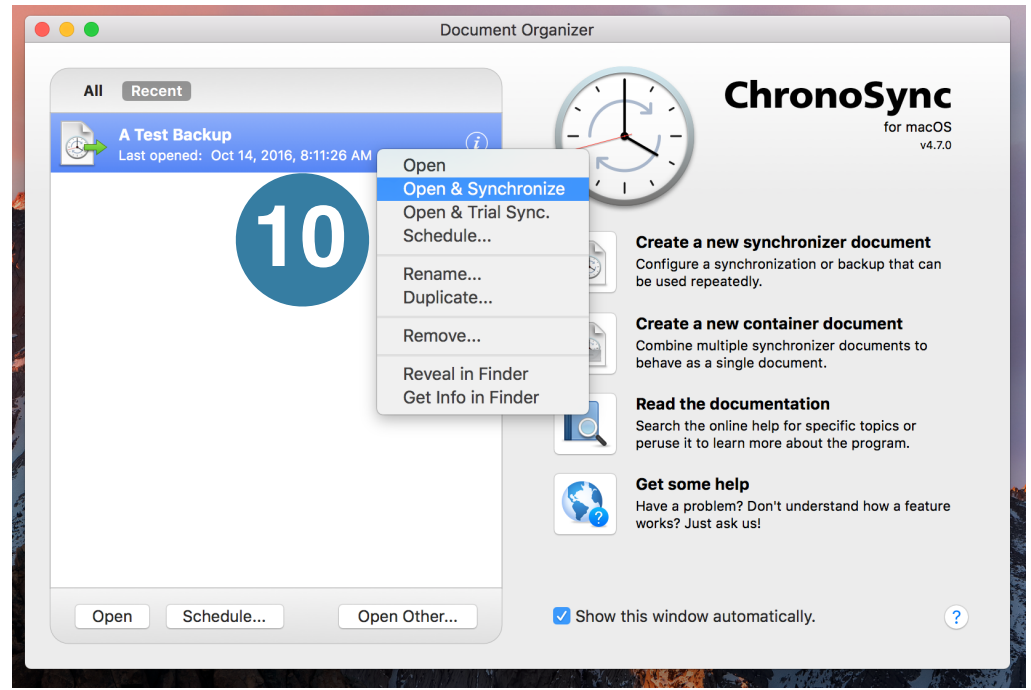 Document Organizer
All Recent
A Test Backup
Last opened: Oct 14, 2016, 8:11:26 AM
i
10
Open
Open & Synchronize
Open & Trial Sync.
Schedule...
Rename...
Duplicate...
Remove...
Reveal in Finder
Get Info in Finder
ChronoSync
for macOS
v4.7.0
Create a new synchronizer document
Configure a synchronization or backup that can
be used repeatedly.
Create a new container document
Combine multiple synchronizer documents to
behave as a single document.
Read the documentation
Search the online help for specific topics or
peruse it to learn more about the program.
?
Get some help
Have a problem? Don't understand how a feature
works? Just ask us!
Open Schedule... Open Other...
Show this window automatically. ?